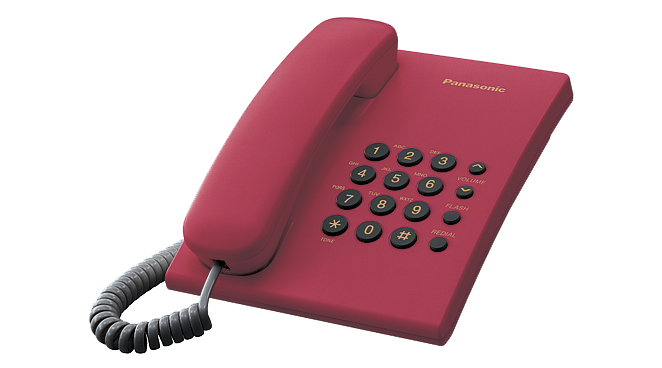 Panasonic
1 ABC 2 DEF 3
GHI 4 JKL 5 MNO 6 VOLUME
PQRS 7 TUV 8 WXYZ 9 FLASH
* 0 # REDIAL
TONE